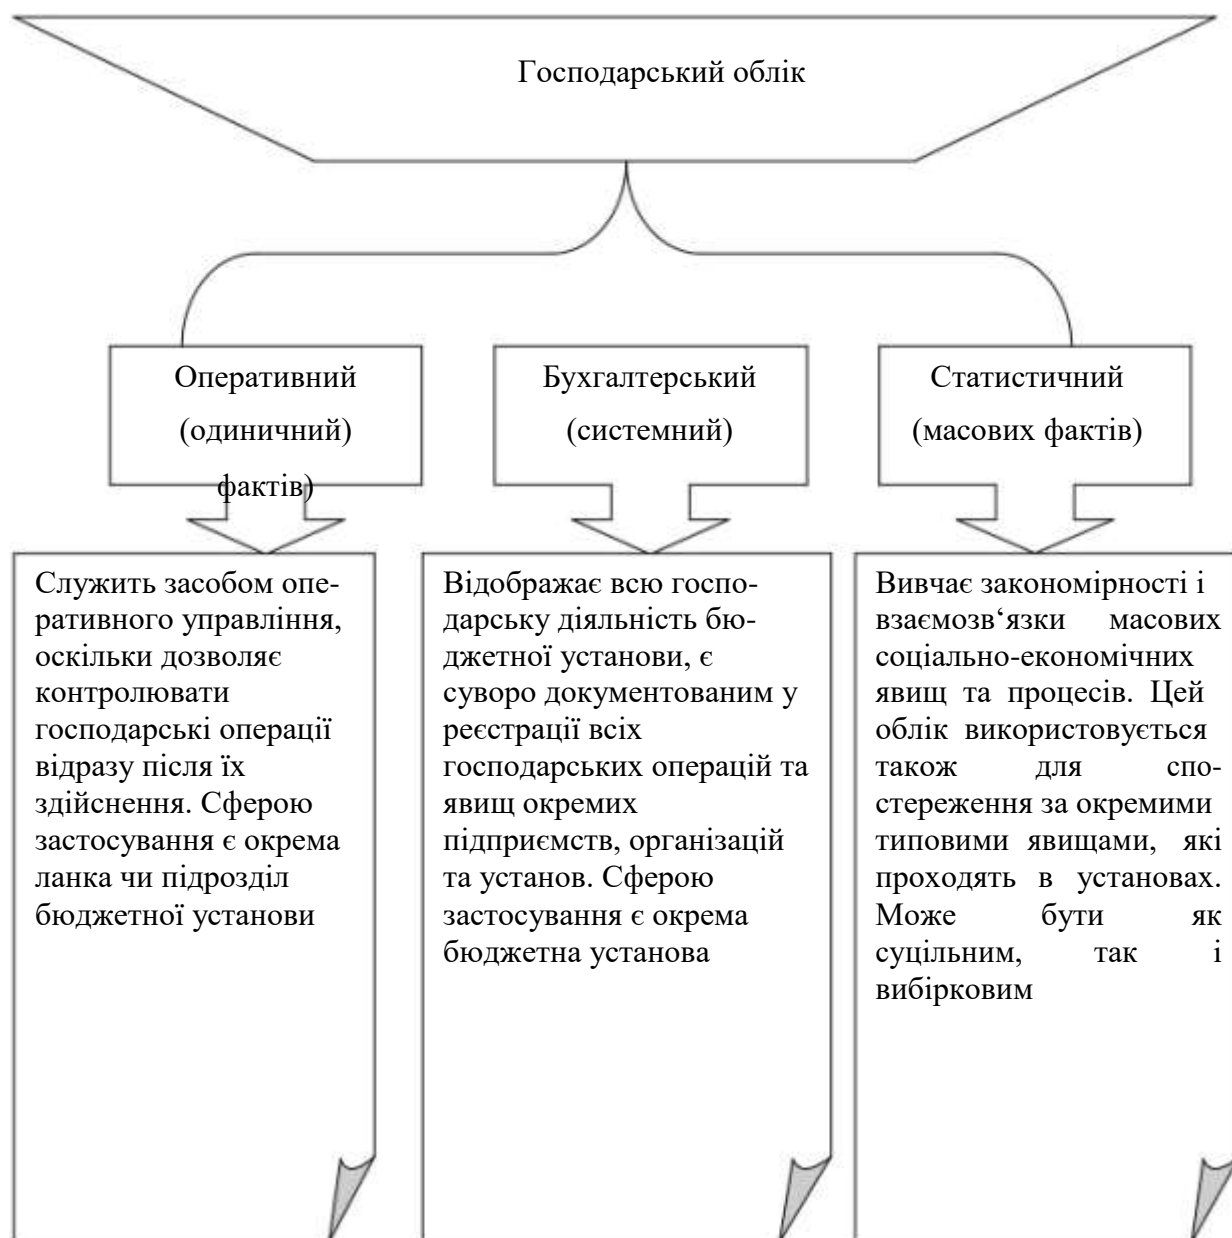 Господарський облік
Оперативний
(одиничний)
фактів)
Бухгалтерський
(системний)
Статистичний
(масових фактів)
Служить засобом опе-
ративного управління,
оскільки дозволяє
контролювати
господарські операції
відразу після їх
здійснення. Сферою
застосування є окрема
ланка чи підрозділ
бюджетної установи
Відображає всю госпо-
дарську діяльність бю-
джетної установи, є
суворо документованим у
реєстрації всіх
господарських операцій та
явищ окремих
підприємств, організацій
та установ. Сферою
застосування є окрема
бюджетна установа
Вивчає закономірності і
взаємозв‘язки масових
соціально-економічних
явищ та процесів. Цей
облік використовується
також для спо-
стереження за окремими
типовими явищами, які
проходять в установах.
Може бути як
суцільним, так і
вибірковим